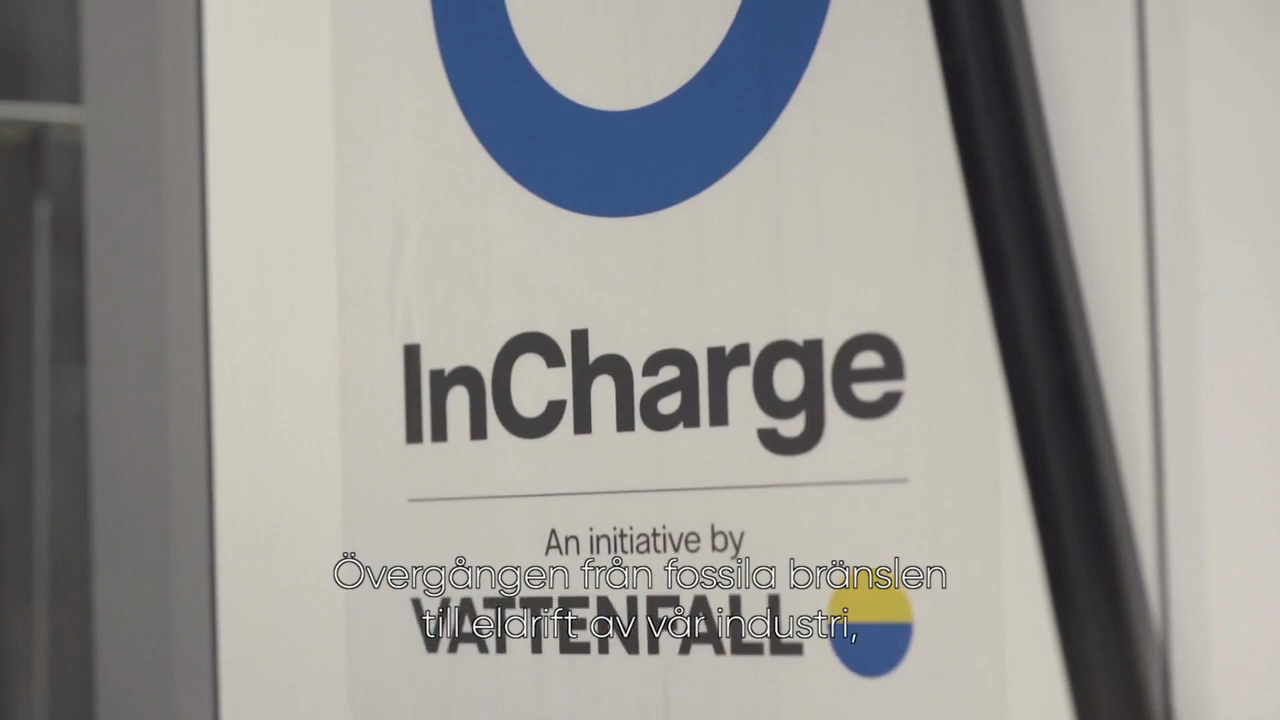 InCharge
An initiative by
VATTENFALL
Övergången från fossila bränslen
till eldrift av vår industri,